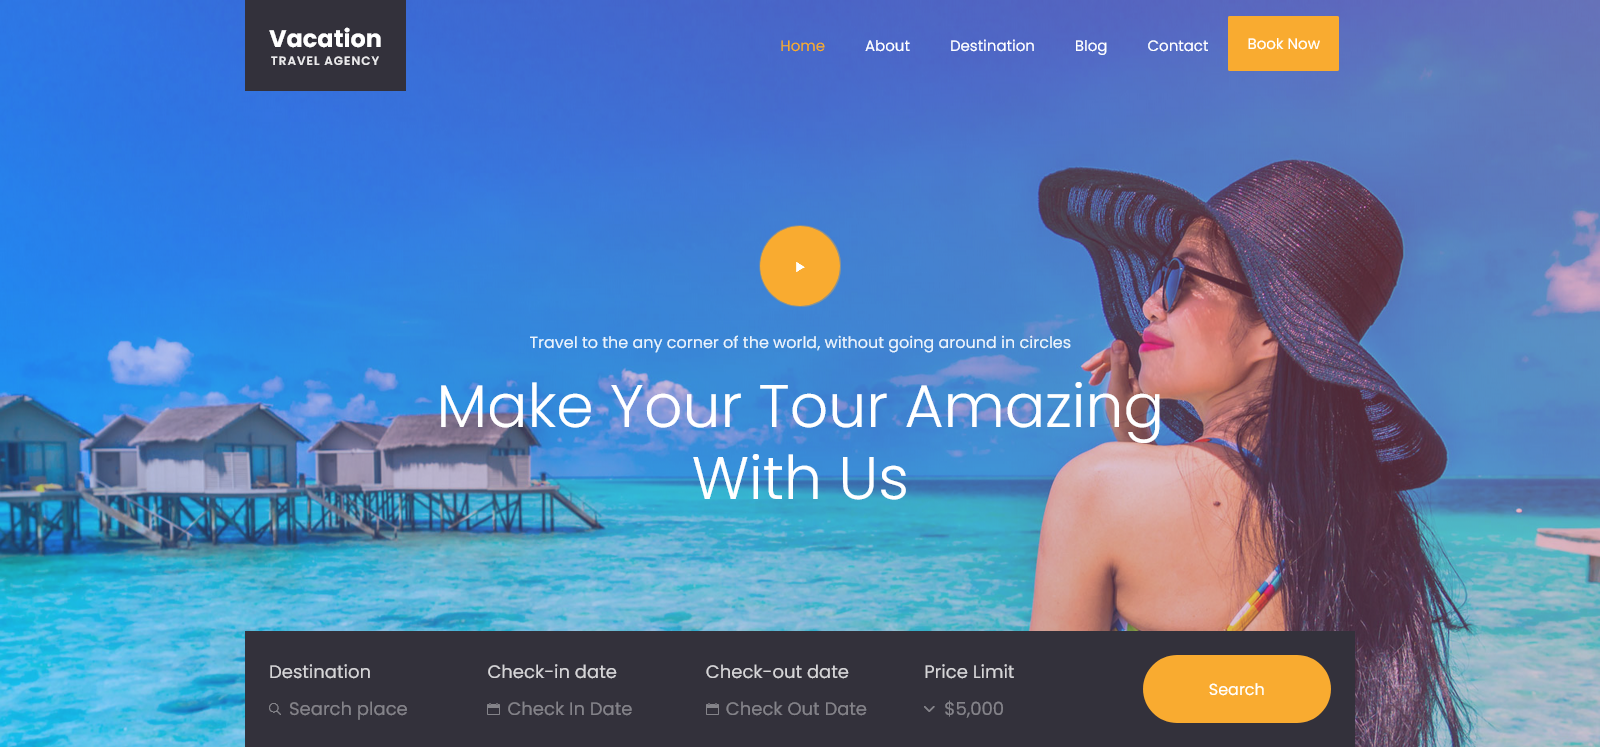 Vacation
TRAVEL AGENCY
Home About Destination Blog Contact Book Now
Travel to the any corner of the world, without going around in circles
Make Your Tour Amazing
With Us
Destination Check-in date Check-out date Price Limit
Search place Check In Date Check Out Date $5,000
Search